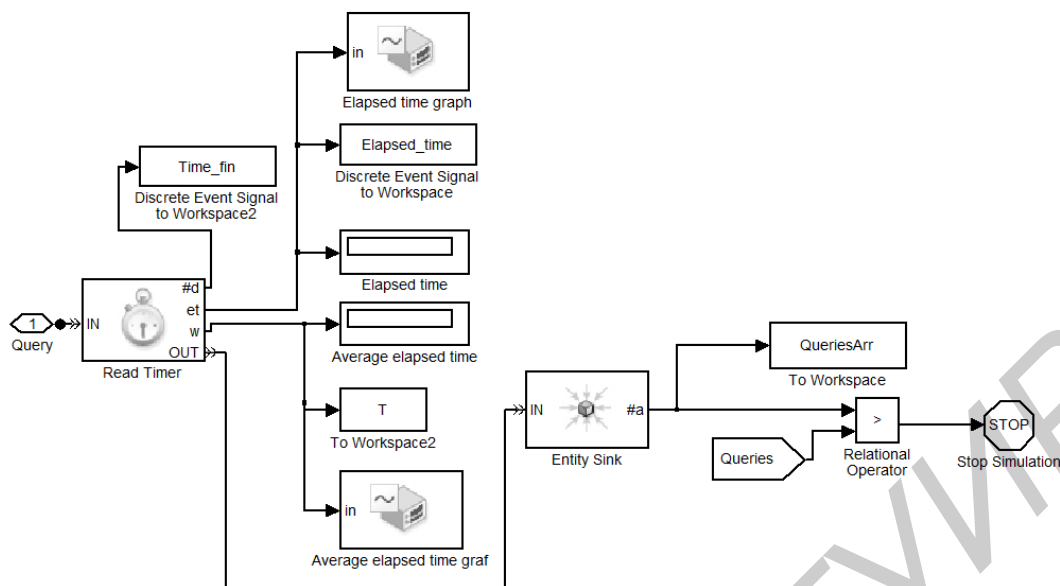 in
Elapsed time graph
Time_fin
Discrete Event Signal
to Workspace2
Elapsed_time
Discrete Event Signal
to Workspace
Elapsed time
1
Query
IN
#d
et
w
OUT
Read Timer
Average elapsed time
T
To Workspace2
in
Average elapsed time graf
IN
#a
Entity Sink
QueriesArr
To Workspace
Queries
>
Relational
Operator
STOP
Stop Simulation